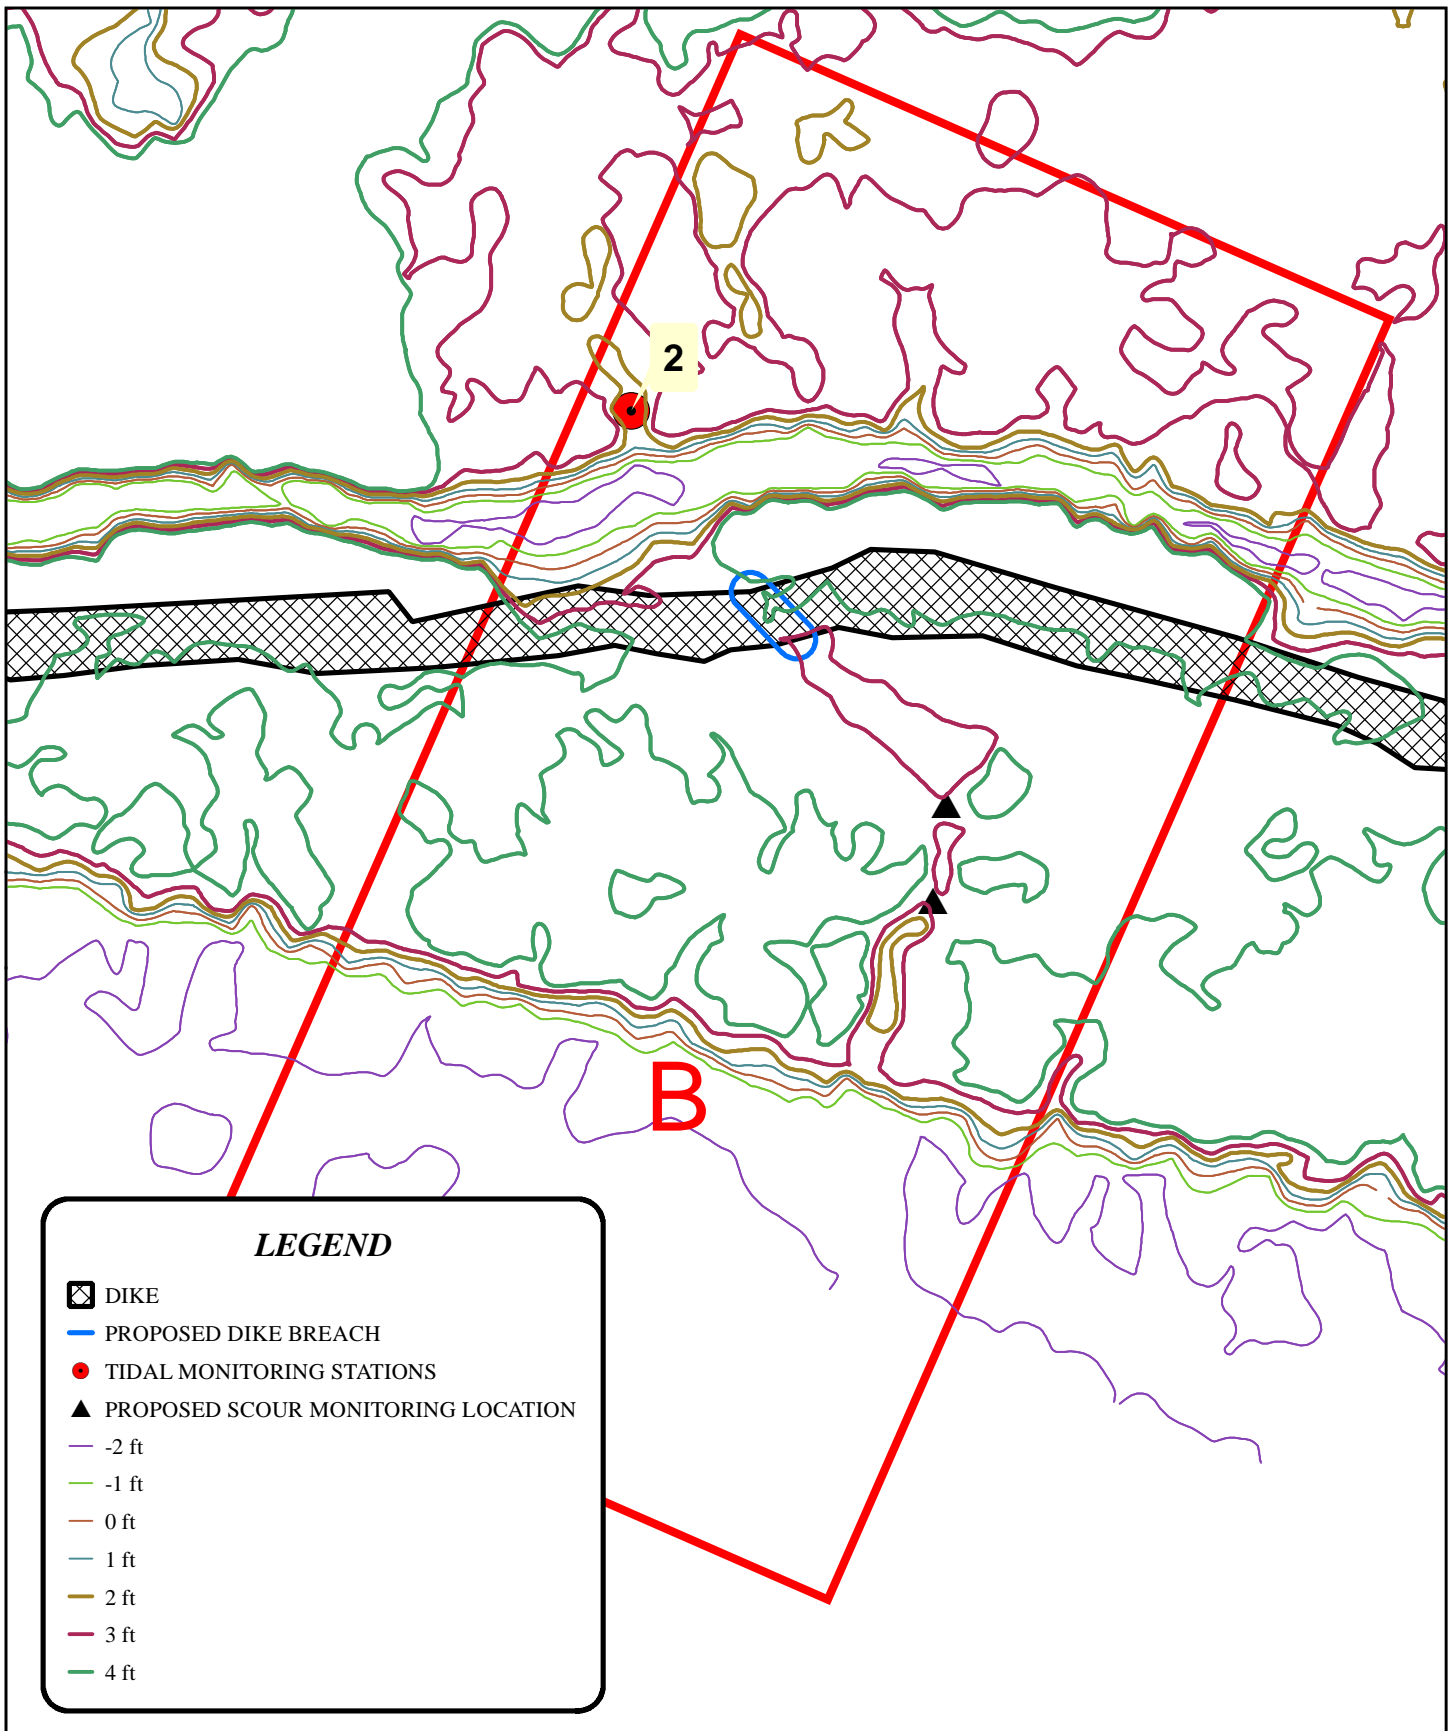 2
B
LEGEND
DIKE
PROPOSED DIKE BREACH
TIDAL MONITORING STATIONS
PROPOSED SCOUR MONITORING LOCATION
-2 ft
-1 ft
0 ft
1 ft
2 ft
3 ft
4 ft